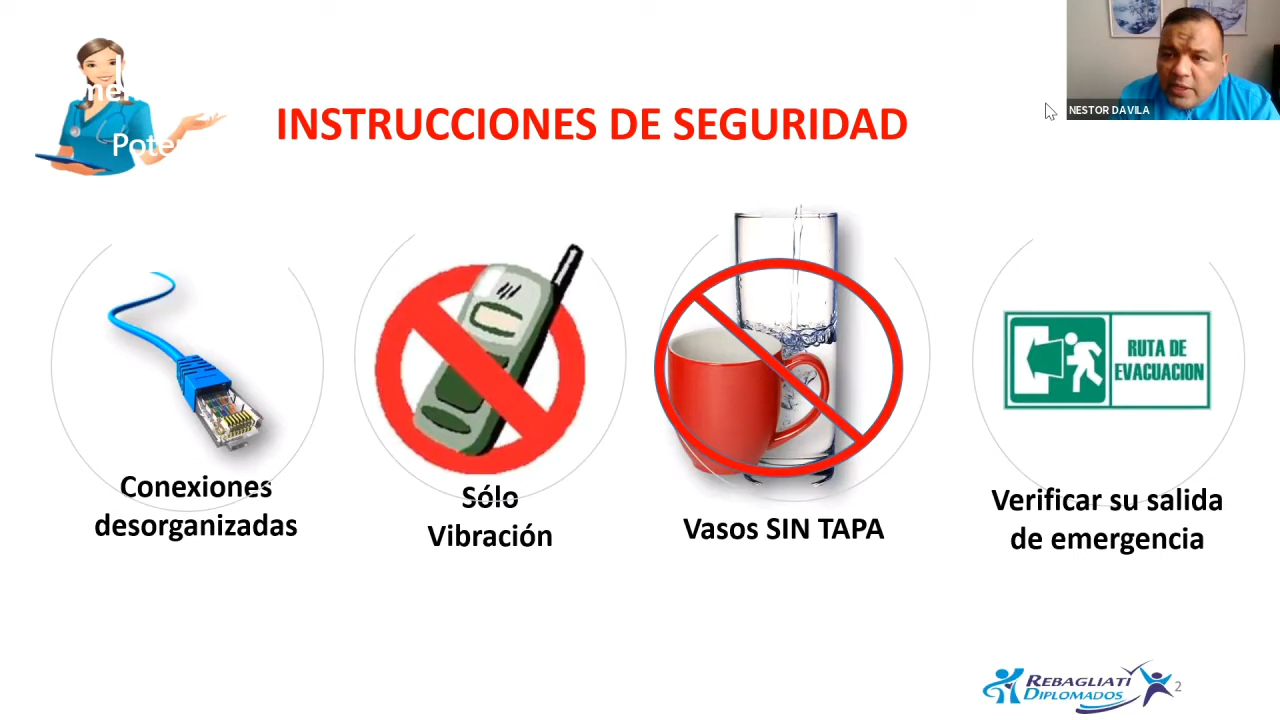 INSTRUCCIONES DE SEGURIDAD
NESTOR DAVILA
RUTA DE
EVACUACION
Conexiones
desorganizadas
Sólo
Vibración
Vasos SIN TAPA
Verificar su salida
de emergencia
REBAGLIATI
DIPLOMADOS
2